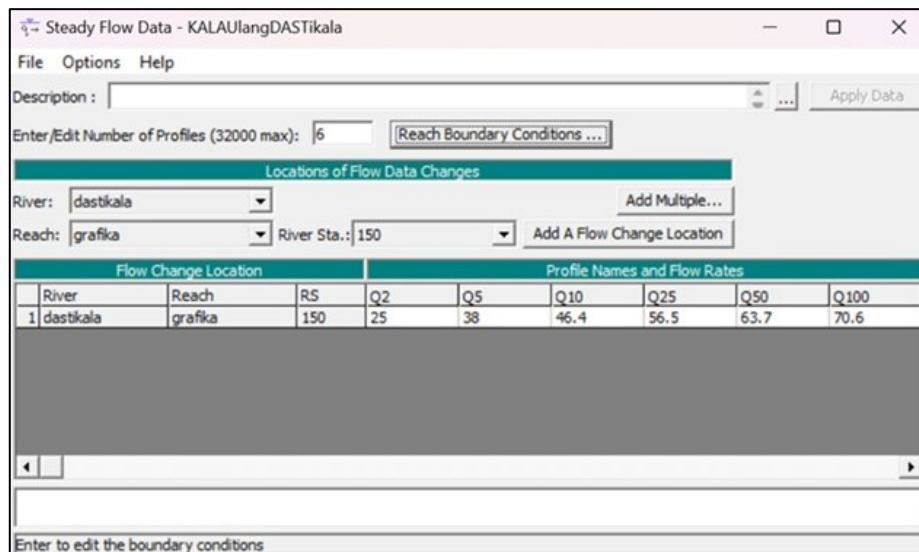 Steady Flow Data - KALAUlangDASTikala
File Options Help
Description : ... Apply Data
Enter/Edit Number of Profiles (32000 max): 6 Reach Boundary Conditions ...
Locations of Flow Data Changes
River: dastikala Add Multiple...
Reach: grafika River Sta.: 150 Add A Flow Change Location
Flow Change Location Profile Names and Flow Rates
River Reach RS Q2 Q5 Q10 Q25 Q50 Q100
1 dastikala grafika 150 25 38 46.4 56.5 63.7 70.6
Enter to edit the boundary conditions